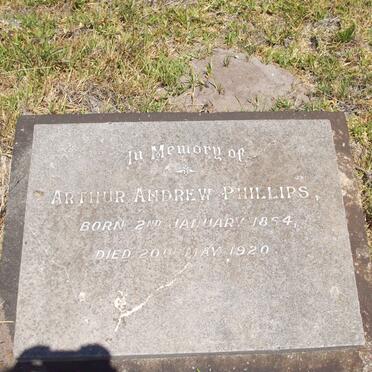 In Memory of
ARTHUR ANDREW PHILLIPS,
BORN 2ND JANUARY 1854,
DIED 20TH MAY 1920